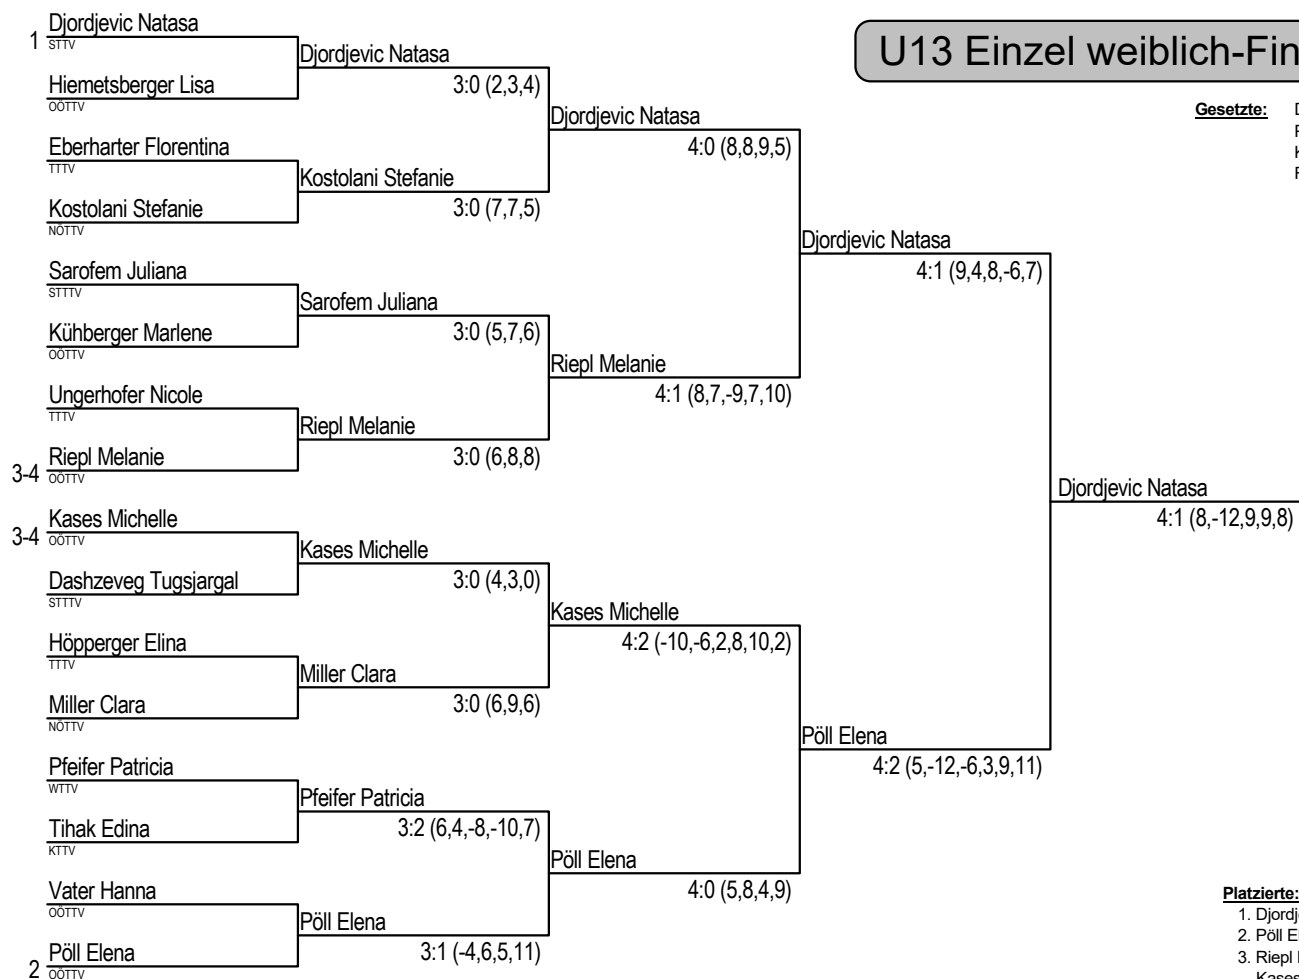 U13 Einzel weiblich-Fin
Gesetzte:
1
Djordjevic Natasa
STTV
Hiemetsberger Lisa
OÖTTV
Eberharter Florentina
TTTV
Kostolani Stefanie
NÖTTV
Sarofem Juliana
STTTV
Kühberger Marlene
OÖTTV
Ungerhofer Nicole
TTTV
3-4
Riepl Melanie
OÖTTV
3-4
Kases Michelle
OÖTTV
Dashzeveg Tugsjargal
STTTV
Höpperger Elina
TTTV
Miller Clara
NÖTTV
Pfeifer Patricia
WTTV
Tihak Edina
KTTV
Vater Hanna
OÖTTV
2
Pöll Elena
OÖTTV
Djordjevic Natasa
3:0 (2,3,4)
Kostolani Stefanie
3:0 (7,7,5)
Sarofem Juliana
3:0 (5,7,6)
Riepl Melanie
3:0 (6,8,8)
Kases Michelle
3:0 (4,3,0)
Miller Clara
3:0 (6,9,6)
Pfeifer Patricia
3:2 (6,4,-8,-10,7)
Pöll Elena
3:1 (-4,6,5,11)
Djordjevic Natasa
4:0 (8,8,9,5)
Riepl Melanie
4:1 (8,7,-9,7,10)
Kases Michelle
4:2 (-10,-6,2,8,10,2)
Pöll Elena
4:0 (5,8,4,9)
Djordjevic Natasa
4:1 (9,4,8,-6,7)
Pöll Elena
4:2 (5,-12,-6,3,9,11)
Djordjevic Natasa
4:1 (8,-12,9,9,8)
Platzierte:
1. Djordj
2. Pöll E
3. Riepl
Kases